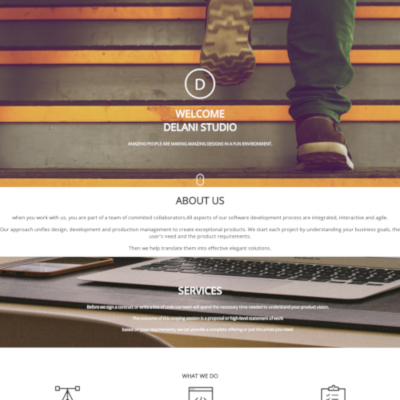 D
WELCOME
DELANI STUDIO
AMAZING PEOPLE ARE MAKING AMAZING DESIGNS IN A FUN ENVIRONMENT.
ABOUT US
when you work with us, you are part of a team of commited collaborators.All aspects of our software development process are integrated, interactive and agile.
Our approach unifies design, development and production management to create exceptional products. We start each project by understanding your business goals, the
user's need and the product requirements.
Then we help translate them into effective elegant solutions.
SERVICES
Before we sign a contract or write a line of code,our team will spend the necessary time needed to understand your product vision.
The outcome of this scoping session is a proposal or high-level statement of work
based on your requirements, we can provide a complete offering or just the areas you need.
WHAT WE DO